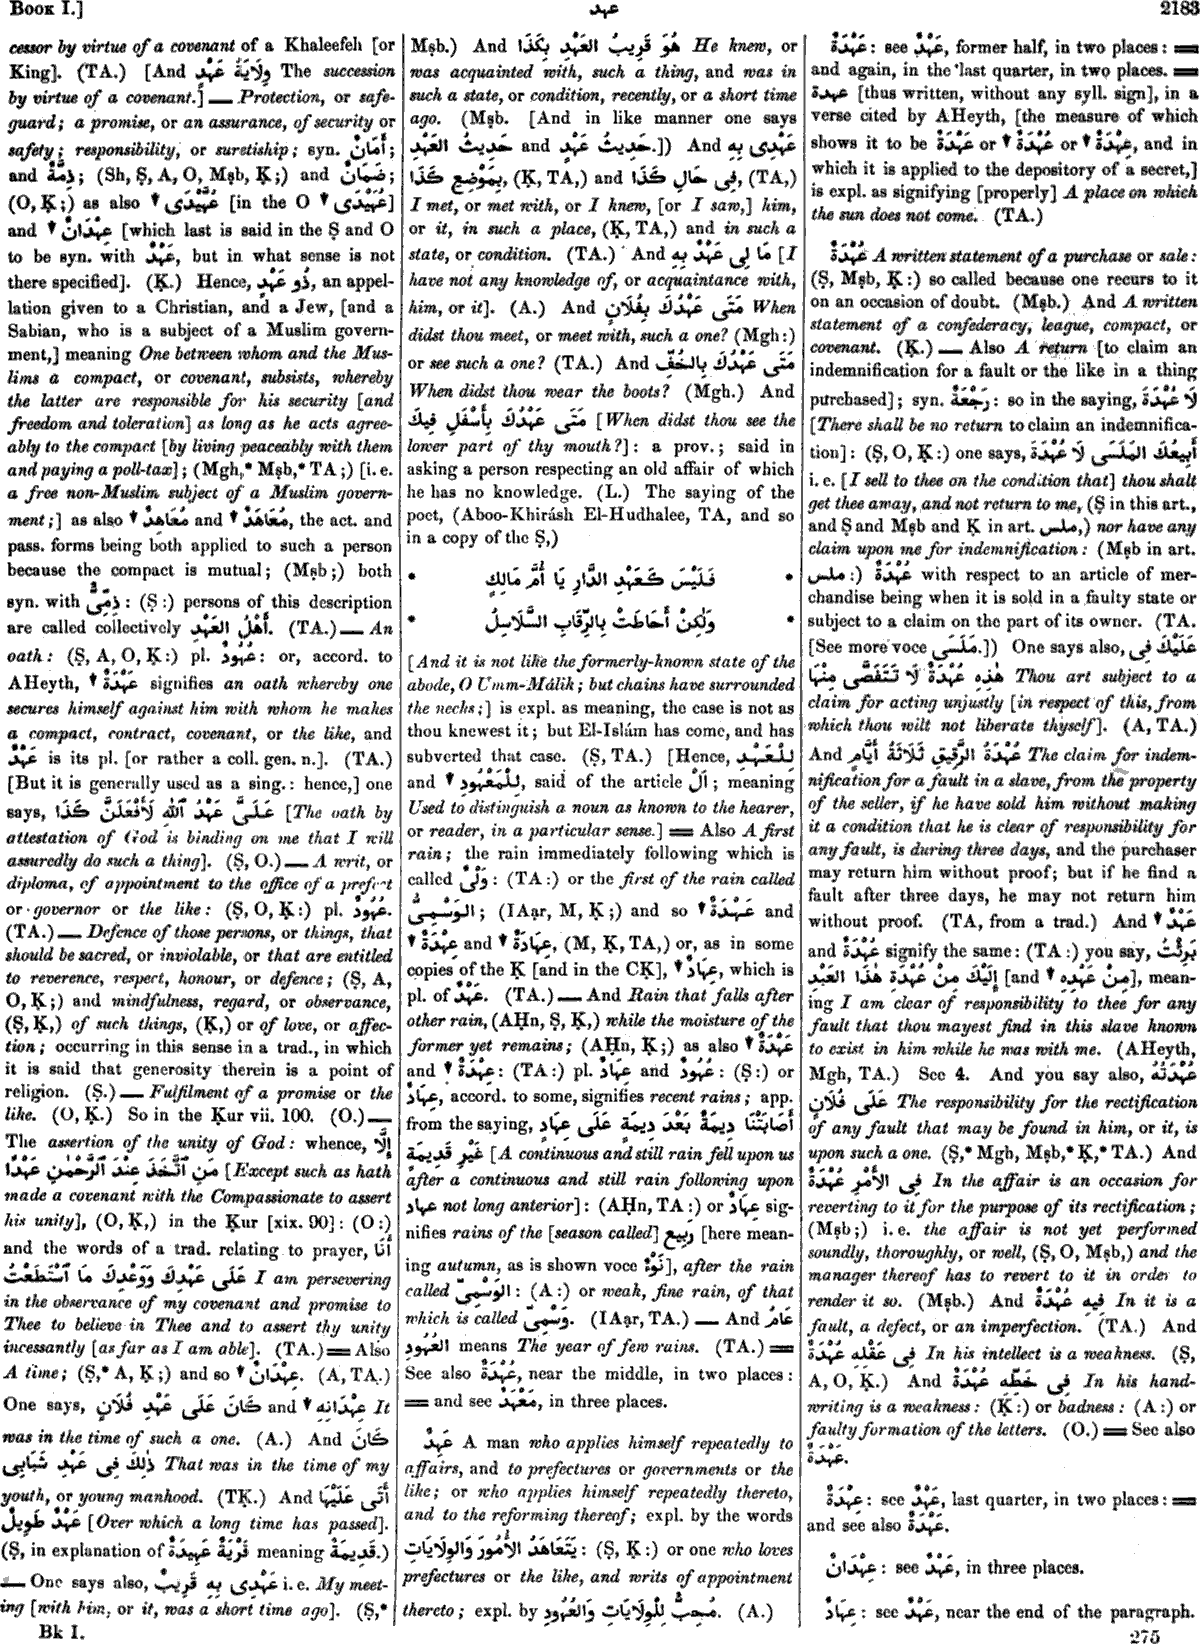 Book I.]
عهد
2183
cessor by virtue of a covenant of a Khaleefeh [or
King]. (TA.) [And وِلَايَةُ عَهْدٍ The succession
by virtue of a covenant.] — Protection, or safe-
guard; a promise, or an assurance, of security or
safety; responsibility, or suretiship; syn. أَمَانٌ;
and ذِمَّةٌ; (Sh, Ṣ, A, O, Mṣb, Ḳ;) and ضَمَانٌ;
(O, Ḳ;) as also ▼ عُهَّيْدَى [in the O ▼ عُهَيْدَى]
and ▼ عِهْدَانٌ [which last is said in the Ṣ and O
to be syn. with عَهْدٌ, but in what sense is not
there specified]. (Ḳ.) Hence, ذُو عَهْدٍ, an appel-
lation given to a Christian, and a Jew, [and a
Sabian, who is a subject of a Muslim govern-
ment,] meaning One between whom and the Mus-
lims a compact, or covenant, subsists, whereby
the latter are responsible for his security [and
freedom and toleration] as long as he acts agree-
ably to the compact [by living peaceably with them
and paying a poll-tax]; (Mgh,* Mṣb,* TA;) [i. e.
a free non-Muslim subject of a Muslim govern-
ment;] as also ▼ مُعَاهِدٌ and ▼ مُعَاهَدٌ, the act. and
pass. forms being both applied to such a person
because the compact is mutual; (Mṣb;) both
syn. with ذِمِّىٌّ: (Ṣ:) persons of this description
are called collectively أَهْلُ العَهْدِ. (TA.) — An
oath: (Ṣ, A, O, Ḳ:) pl. عُهُودٌ: or, accord. to
AHeyth, ▼ عَهْدَةٌ signifies an oath whereby one
secures himself against him with whom he makes
a compact, contract, covenant, or the like, and
عَهْدٌ is its pl. [or rather a coll. gen. n.]. (TA.)
[But it is generally used as a sing.: hence,] one
says, عَلَىَّ عَهْدُ ٱللّٰهِ لَأَفْعَلَنَّ كَذَا [The oath by
attestation of God is binding on me that I will
assuredly do such a thing]. (Ṣ, O.) — A writ, or
diploma, of appointment to the office of a prefect
or governor or the like: (Ṣ, O, Ḳ:) pl. عُهُودٌ.
(TA.) — Defence of those persons, or things, that
should be sacred, or inviolable, or that are entitled
to reverence, respect, honour, or defence; (Ṣ, A,
O, Ḳ;) and mindfulness, regard, or observance,
(Ṣ, Ḳ,) of such things, (Ḳ,) or of love, or affec-
tion; occurring in this sense in a trad., in which
it is said that generosity therein is a point of
religion. (Ṣ.) — Fulfilment of a promise or the
like. (O, Ḳ.) So in the Ḳur vii. 100. (O.) —
The assertion of the unity of God: whence, إِلَّا
مَنِ ٱتَّخَذَ عِنْدَ الرَّحْمٰنِ عَهْدًا [Except such as hath
made a covenant with the Compassionate to assert
his unity], (O, Ḳ,) in the Ḳur [xix. 90]: (O:)
and the words of a trad. relating to prayer, أَنَا
عَلَى عَهْدِكَ وَوَعْدِكَ مَا ٱسْتَطَعْتُ I am persevering
in the observance of my covenant and promise to
Thee to believe in Thee and to assert thy unity
incessantly [as far as I am able]. (TA.) = Also
A time; (Ṣ,* A, Ḳ;) and so ▼ عِهْدَانٌ. (A, TA.)
One says, كَانَ عَلَى عَهْدِ فُلَانٍ and ▼ عِهْدَانِهِ It
was in the time of such a one. (A.) And كَانَ
ذٰلِكَ فِى عَهْدِ شَبَابِى That was in the time of my
youth, or young manhood. (TḲ.) And أَتَى عَلَيْهَا
عَهْدٌ طَوِيلٌ [Over which a long time has passed].
(Ṣ, in explanation of قَرْيَةٌ عَهِيدَةٌ meaning قَدِيمَةٌ.)
— One says also, عَهْدِى بِهِ قَرِيبٌ i. e. My meet-
ing [with him, or it, was a short time ago]. (Ṣ,*
Bk I.
Mṣb.) And هُوَ قَرِيبُ العَهْدِ بِكَذَا He knew, or
was acquainted with, such a thing, and was in
such a state, or condition, recently, or a short time
ago. (Mṣb. [And in like manner one says
حَدِيثُ العَهْدِ and حَدِيثُ عَهْدٍ.]) And عَهْدِى بِهِ
بِمَوْضِعِ كَذَا, (Ḳ, TA,) and فِى حَالِ كَذَا, (TA,)
I met, or met with, or I knew, [or I saw,] him,
or it, in such a place, (Ḳ, TA,) and in such a
state, or condition. (TA.) And مَا لِى عَهْدٌ بِهِ [I
have not any knowledge of, or acquaintance with,
him, or it]. (A.) And مَتَى عَهْدُكَ بِفُلَانٍ When
didst thou meet, or meet with, such a one? (Mgh:)
or see such a one? (TA.) And مَتَى عَهْدُكَ بِالخُفِّ
When didst thou wear the boots? (Mgh.) And
مَتَى عَهْدُكَ بِأَسْفَلِ فِيكَ [When didst thou see the
lower part of thy mouth?]: a prov.; said in
asking a person respecting an old affair of which
he has no knowledge. (L.) The saying of the
poet, (Aboo-Khirásh El-Hudhalee, TA, and so
in a copy of the Ṣ,)
* فَلَيْسَ كَعَهْدِ الدَّارِ يَا أُمَّ مَالِكٍ *
* وَلٰكِنْ أَحَاطَتْ بِالرِّقَابِ السَّلَاسِلُ *
[And it is not like the formerly-known state of the
abode, O Umm-Málik; but chains have surrounded
the necks;] is expl. as meaning, the case is not as
thou knewest it; but El-Islám has come, and has
subverted that case. (Ṣ, TA.) [Hence, لِلْعَهْدِ
and ▼ لِلْمَعْهُودِ, said of the article اَلْ; meaning
Used to distinguish a noun as known to the hearer,
or reader, in a particular sense.] = Also A first
rain; the rain immediately following which is
called وَلْىٌ: (TA:) or the first of the rain called
الوَسْمِىُّ; (IAạr, M, Ḳ;) and so ▼ عَهْدَةٌ and
▼ عِهْدَةٌ and ▼ عِهَادَةٌ, (M, Ḳ, TA,) or, as in some
copies of the Ḳ [and in the CḲ], ▼ عِهَادٌ, which is
pl. of عَهْدٌ. (TA.) — And Rain that falls after
other rain, (AḤn, Ṣ, Ḳ,) while the moisture of the
former yet remains; (AḤn, Ḳ;) as also ▼ عَهْدَةٌ
and ▼ عِهْدَةٌ: (TA:) pl. عِهَادٌ and عُهُودٌ: (Ṣ:) or
عِهَادٌ, accord. to some, signifies recent rains; app.
from the saying, أَصَابَتْنَا دِيمَةٌ بَعْدَ دِيمَةٍ عَلَى عِهَادٍ
غَيْرِ قَدِيمَةٍ [A continuous and still rain fell upon us
after a continuous and still rain following upon
عهاد not long anterior]: (AḤn, TA:) or عِهَادٌ sig-
nifies rains of the [season called] رَبِيع [here mean-
ing autumn, as is shown voce نَوْءٌ], after the rain
called الوَسْمِىّ: (A:) or weak, fine rain, of that
which is called وَسْمِىّ. (IAạr, TA.) — And عَامُ
العُهُودِ means The year of few rains. (TA.) =
See also عُهْدَةٌ, near the middle, in two places:
= and see مَعْهَدٌ, in three places.
عَهِدٌ A man who applies himself repeatedly to
affairs, and to prefectures or governments or the
like; or who applies himself repeatedly thereto,
and to the reforming thereof; expl. by the words
يَتَعَاهَدُ الأُمُورَ وَالوِلَايَاتِ: (Ṣ, Ḳ:) or one who loves
prefectures or the like, and writs of appointment
thereto; expl. by مُحِبٌّ لِلْوِلَايَاتِ وَالعُهُودِ. (A.)
عَهْدَةٌ: see عَهْدٌ, former half, in two places: =
and again, in the last quarter, in two places. =
عهدة [thus written, without any syll. sign], in a
verse cited by AHeyth, [the measure of which
shows it to be عَهْدَةٌ or ▼ عُهْدَةٌ or ▼ عِهْدَةٌ, and in
which it is applied to the depository of a secret,]
is expl. as signifying [properly] A place on which
the sun does not come. (TA.)
عُهْدَةٌ A written statement of a purchase or sale:
(Ṣ, Mṣb, Ḳ:) so called because one recurs to it
on an occasion of doubt. (Mṣb.) And A written
statement of a confederacy, league, compact, or
covenant. (Ḳ.) — Also A return [to claim an
indemnification for a fault or the like in a thing
purchased]; syn. رَجْعَةٌ: so in the saying, لَا عُهْدَةَ
[There shall be no return to claim an indemnifica-
tion]: (Ṣ, O, Ḳ:) one says, أَبِيعُكَ المَلَسَى لَا عُهْدَةَ
i. e. [I sell to thee on the condition that] thou shalt
get thee away, and not return to me, (Ṣ in this art.,
and Ṣ and Mṣb and Ḳ in art. ملس,) nor have any
claim upon me for indemnification: (Mṣb in art.
ملس:) عُهْدَةٌ with respect to an article of mer-
chandise being when it is sold in a faulty state or
subject to a claim on the part of its owner. (TA.
[See more voce مَلَسَى.]) One says also, عَلَيْكَ فِى
هٰذِهِ عُهْدَةٌ لَا تَتَفَصَّى مِنْهَا Thou art subject to a
claim for acting unjustly [in respect of this, from
which thou wilt not liberate thyself]. (A, TA.)
And عُهْدَةُ الرَّقِيقِ ثَلَاثَةُ أَيَّامٍ The claim for indem-
nification for a fault in a slave, from the property
of the seller, if he have sold him without making
it a condition that he is clear of responsibility for
any fault, is during three days, and the purchaser
may return him without proof; but if he find a
fault after three days, he may not return him
without proof. (TA, from a trad.) And ▼ عَهْدٌ
and عُهْدَةٌ signify the same: (TA:) you say, بَرِئْتُ
إِلَيْكَ مِنْ عُهْدَةِ هٰذَا العَبْدِ [and ▼ مِنْ عَهْدِهِ], mean-
ing I am clear of responsibility to thee for any
fault that thou mayest find in this slave known
to exist in him while he was with me. (AHeyth,
Mgh, TA.) See 4. And you say also, عُهْدَتُهُ
عَلَى فُلَانٍ The responsibility for the rectification
of any fault that may be found in him, or it, is
upon such a one. (Ṣ,* Mgh, Mṣb,* Ḳ,* TA.) And
فِى الأَمْرِ عُهْدَةٌ In the affair is an occasion for
reverting to it for the purpose of its rectification;
(Mṣb;) i. e. the affair is not yet performed
soundly, thoroughly, or well, (Ṣ, O, Mṣb,) and the
manager thereof has to revert to it in order to
render it so. (Mṣb.) And فِيهِ عُهْدَةٌ In it is a
fault, a defect, or an imperfection. (TA.) And
فِى عَقْلِهِ عُهْدَةٌ In his intellect is a weakness. (Ṣ,
A, O, Ḳ.) And فِى خَطِّهِ عُهْدَةٌ In his hand-
writing is a weakness: (Ḳ:) or badness: (A:) or
faulty formation of the letters. (O.) = See also
عَهْدَةٌ.
عِهْدَةٌ: see عَهْدٌ, last quarter, in two places: =
and see also عَهْدَةٌ.
عِهْدَانٌ: see عَهْدٌ, in three places.
عِهَادٌ: see عَهْدٌ, near the end of the paragraph.
275